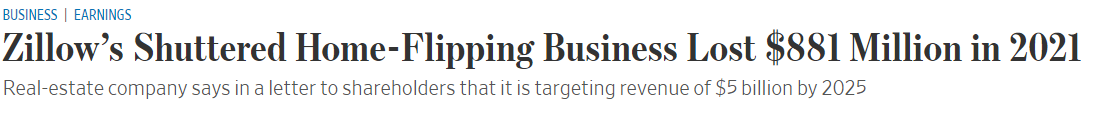 BUSINESS | EARNINGS
Zillow’s Shuttered Home-Flipping Business Lost $881 Million in 2021
Real-estate company says in a letter to shareholders that it is targeting revenue of $5 billion by 2025